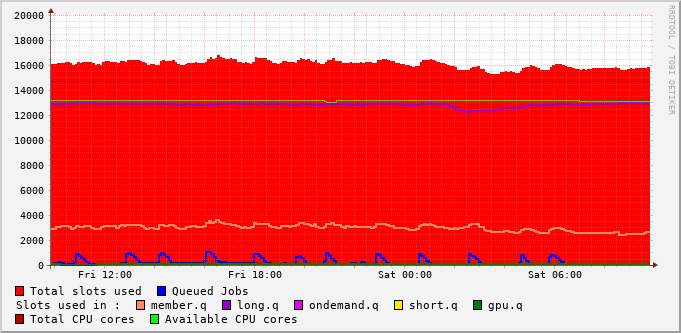 RRDTOOL / TOBI OETIKER
20000
18000
16000
14000
12000
10000
8000
6000
4000
2000
0
Fri 12:00 Fri 18:00 Sat 00:00 Sat 06:00
Total slots used Queued Jobs
Slots used in : member.q long.q ondemand.q short.q gpu.q
Total CPU cores Available CPU cores